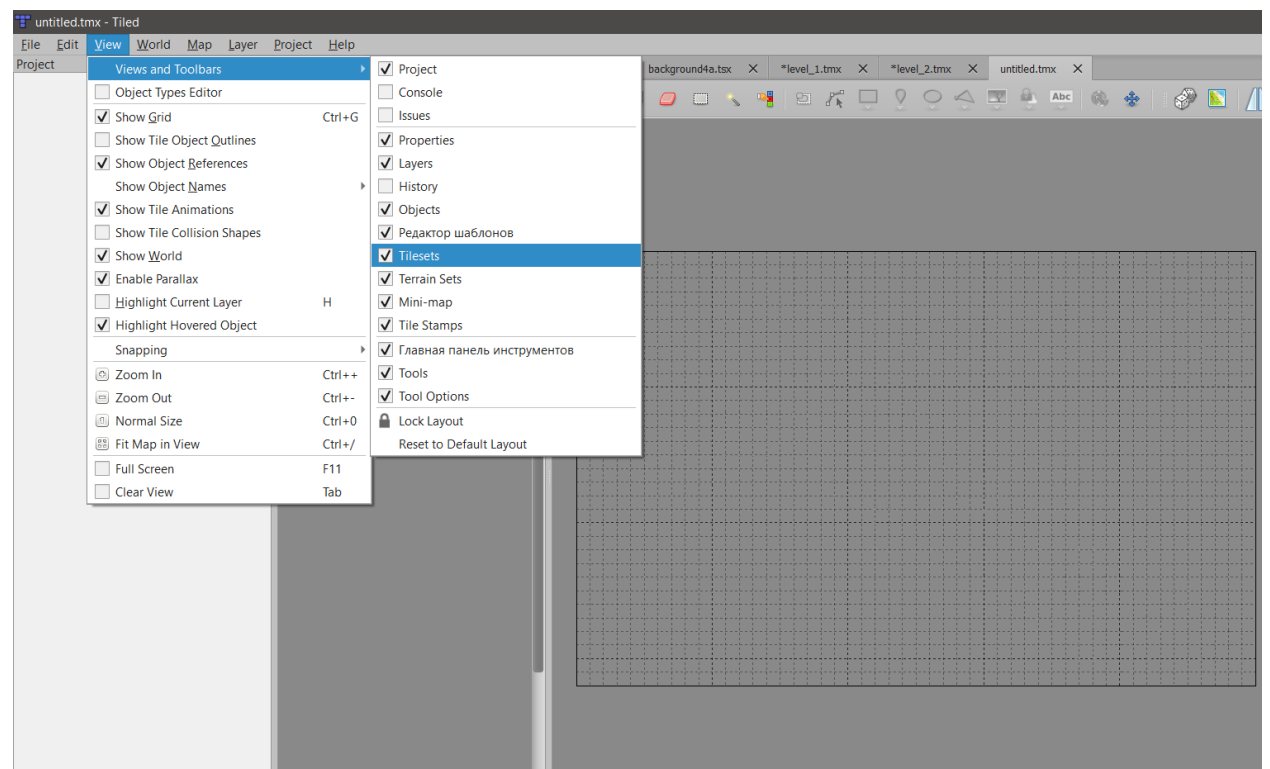 untitled.tmx - Tiled
File Edit View World Map Layer Project Help
Project
background4a.tsx *level_1.tmx *level_2.tmx untitled.tmx
Abc
Views and Toolbars
Object Types Editor
Show Grid Ctrl+G
Show Tile Object Outlines
Show Object References
Show Object Names
Show Tile Animations
Show Tile Collision Shapes
Show World
Enable Parallax
Highlight Current Layer H
Highlight Hovered Object
Snapping
Zoom In Ctrl++
Zoom Out Ctrl+-
Normal Size Ctrl+0
Fit Map in View Ctrl+/
Full Screen F11
Clear View Tab
Project
Console
Issues
Properties
Layers
History
Objects
Редактор шаблонов
Tilesets
Terrain Sets
Mini-map
Tile Stamps
Главная панель инструментов
Tools
Tool Options
Lock Layout
Reset to Default Layout